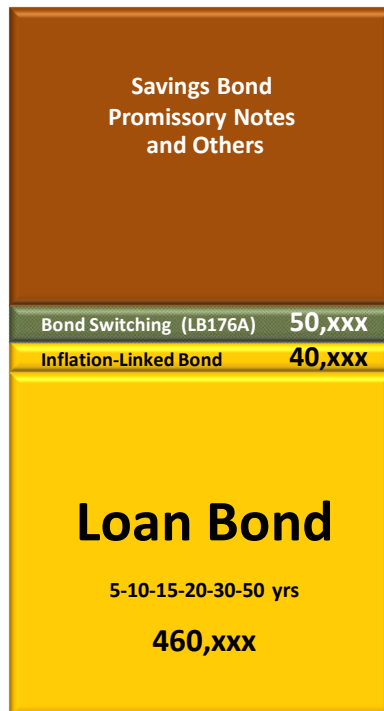 Savings Bond
Promissory Notes
and Others
Bond Switching (LB176A) 50,xxx
Inflation-Linked Bond 40,xxx
Loan Bond
5-10-15-20-30-50 yrs
460,xxx